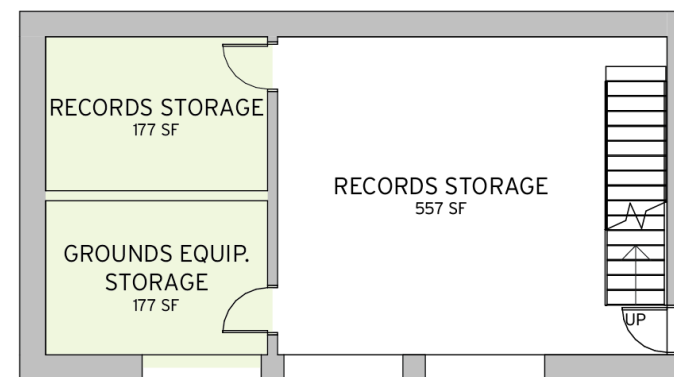 RECORDS STORAGE
177 SF
RECORDS STORAGE
557 SF
GROUNDS EQUIP.
STORAGE
177 SF
UP